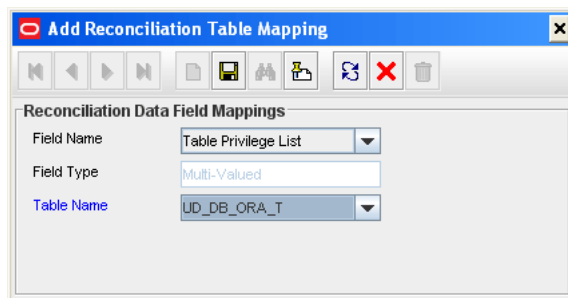 Add Reconciliation Table Mapping
Reconciliation Data Field Mappings
Field Name Table Privilege List
Field Type Multi-Valued
Table Name UD_DB_ORA_T